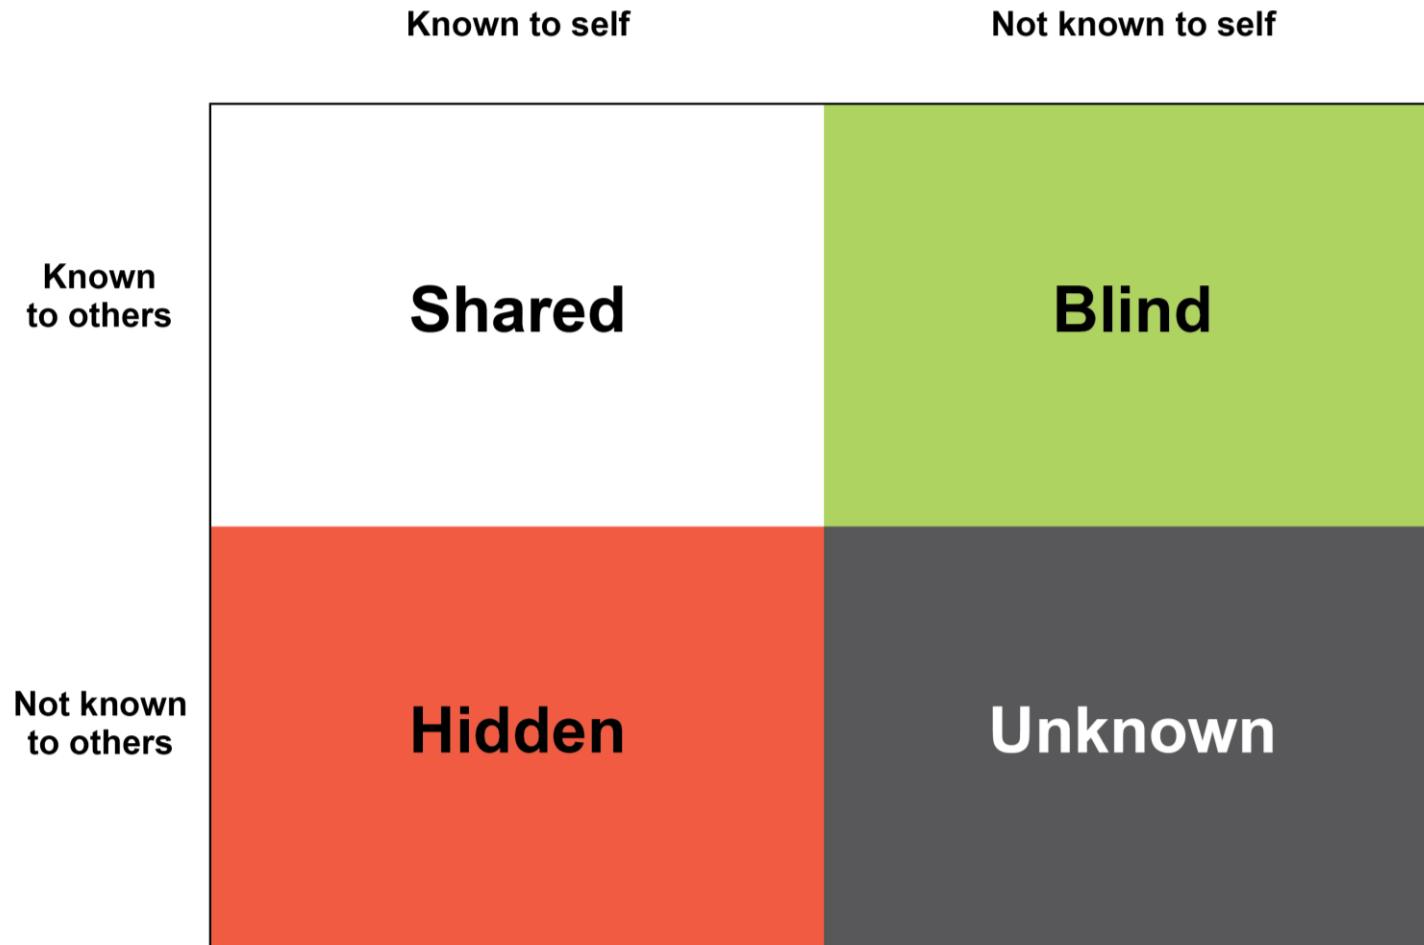 Known to self
Not known to self
Known
to others
Shared
Blind
Not known
to others
Hidden
Unknown